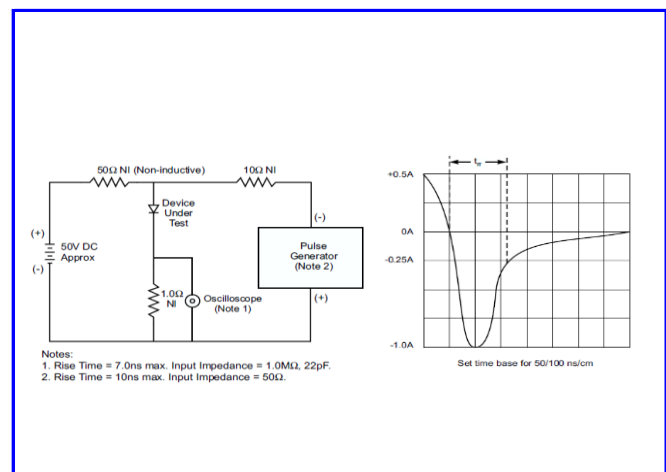 50Ω NI (Non-inductive)
10Ω NI
Device
Under
Test
(+)
50V DC
Approx
(-)
1.0Ω
NI
Oscilloscope
(Note 1)
(-)
Pulse
Generator
(Note 2)
(+)
Notes:
1. Rise Time = 7.0ns max. Input Impedance = 1.0MΩ, 22pF.
2. Rise Time = 10ns max. Input Impedance = 50Ω.
trr
+0.5A
0A
-0.25A
-1.0A
Set time base for 50/100 ns/cm